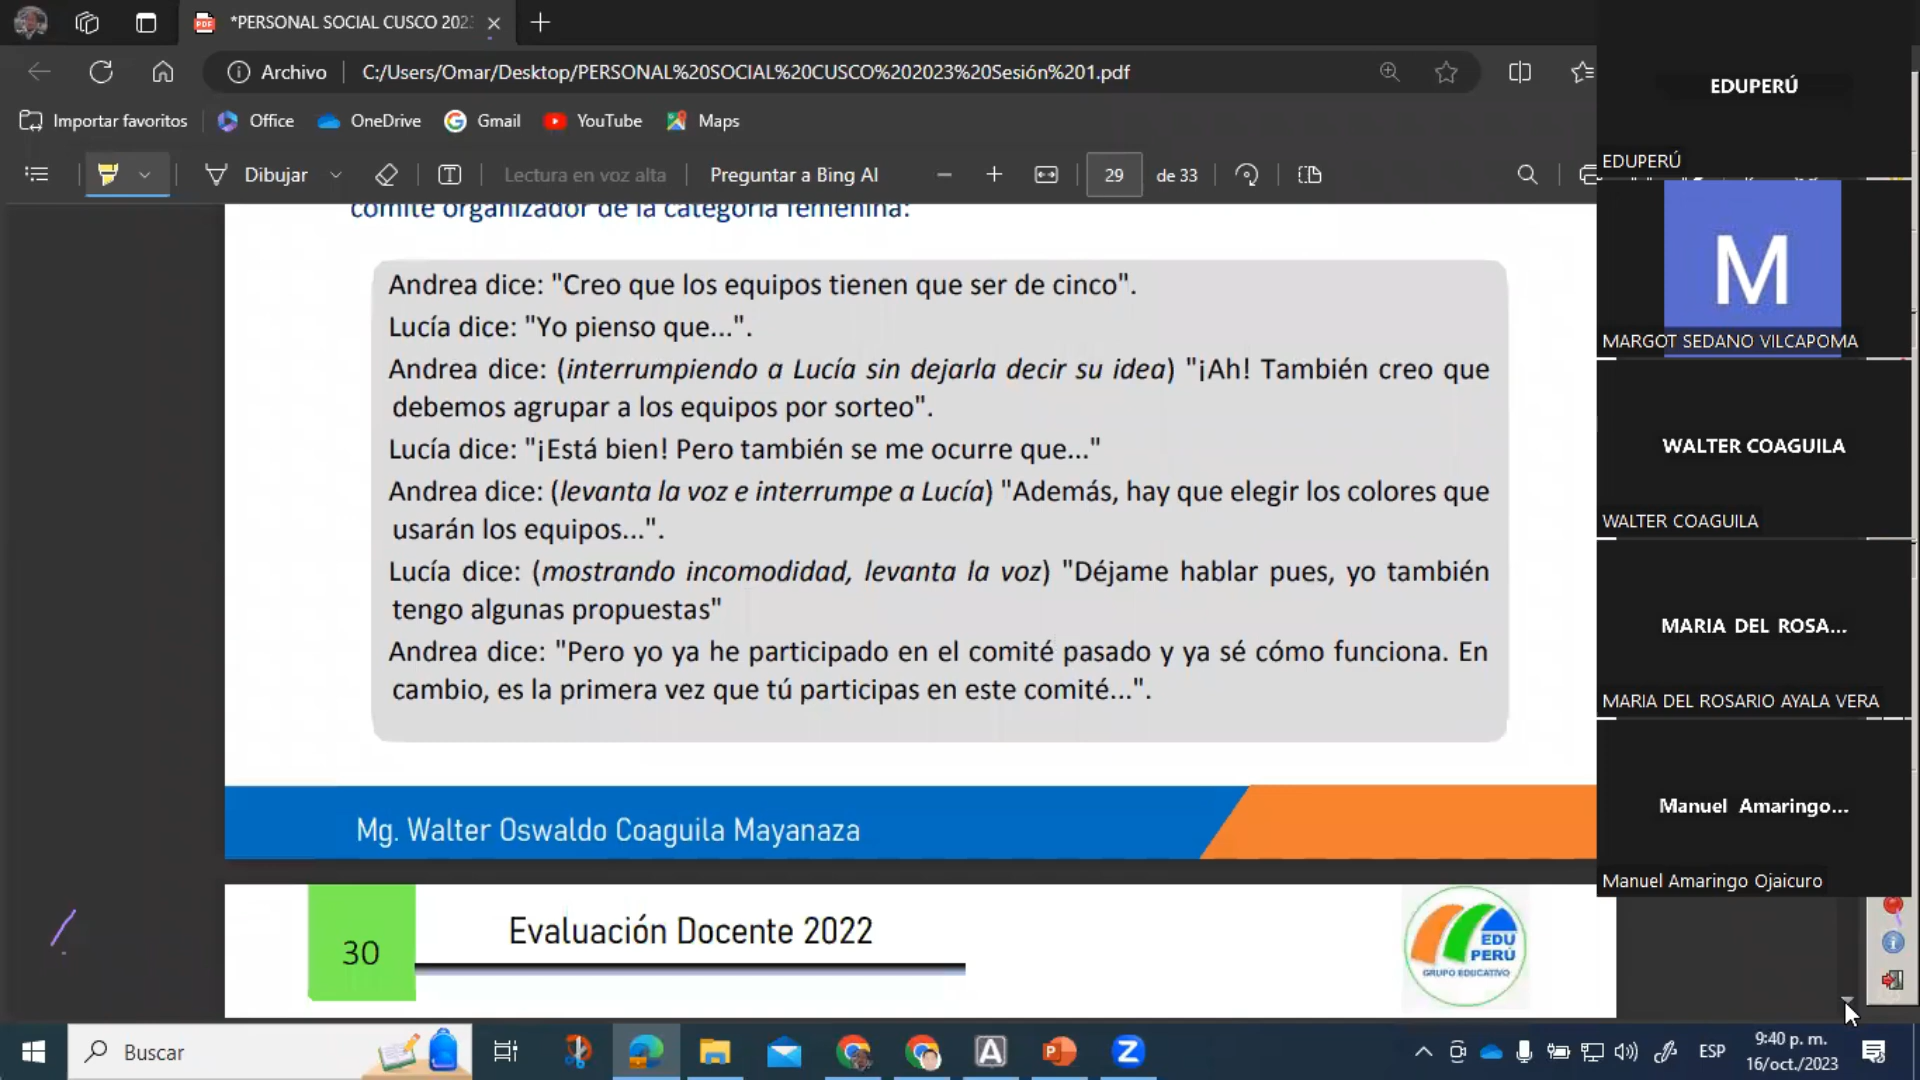 *PERSONAL SOCIAL CUSCO 202
Archivo
C:/Users/Omar/Desktop/PERSONAL%20SOCIAL%20CUSCO%202023%20Sesión%201.pdf
Importar favoritos
Office
OneDrive
Gmail
YouTube
Maps
Dibujar
Lectura en voz alta
Preguntar a Bing AI
29
de 33
comité organizador de la categoría femenina:
Andrea dice: "Creo que los equipos tienen que ser de cinco".
Lucía dice: "Yo pienso que...".
Andrea dice: (interrumpiendo a Lucía sin dejarla decir su idea) "¡Ah! También creo que
debemos agrupar a los equipos por sorteo".
Lucía dice: "¡Está bien! Pero también se me ocurre que..."
Andrea dice: (levanta la voz e interrumpe a Lucía) "Además, hay que elegir los colores que
usarán los equipos...".
Lucía dice: (mostrando incomodidad, levanta la voz) "Déjame hablar pues, yo también
tengo algunas propuestas"
Andrea dice: "Pero yo ya he participado en el comité pasado y ya sé cómo funciona. En
cambio, es la primera vez que tú participas en este comité...".
Mg. Walter Oswaldo Coaguila Mayanaza
30
Evaluación Docente 2022
EDU
PERÚ
GRUPO EDUCATIVO
EDUPERÚ
EDUPERÚ
M
MARGOT SEDANO VILCAPOMA
WALTER COAGUILA
WALTER COAGUILA
MARIA DEL ROSA...
MARIA DEL ROSARIO AYALA VERA
Manuel Amaringo...
Manuel Amaringo Ojaicuro
Buscar
ESP
9:40 p. m.
16/oct./2023